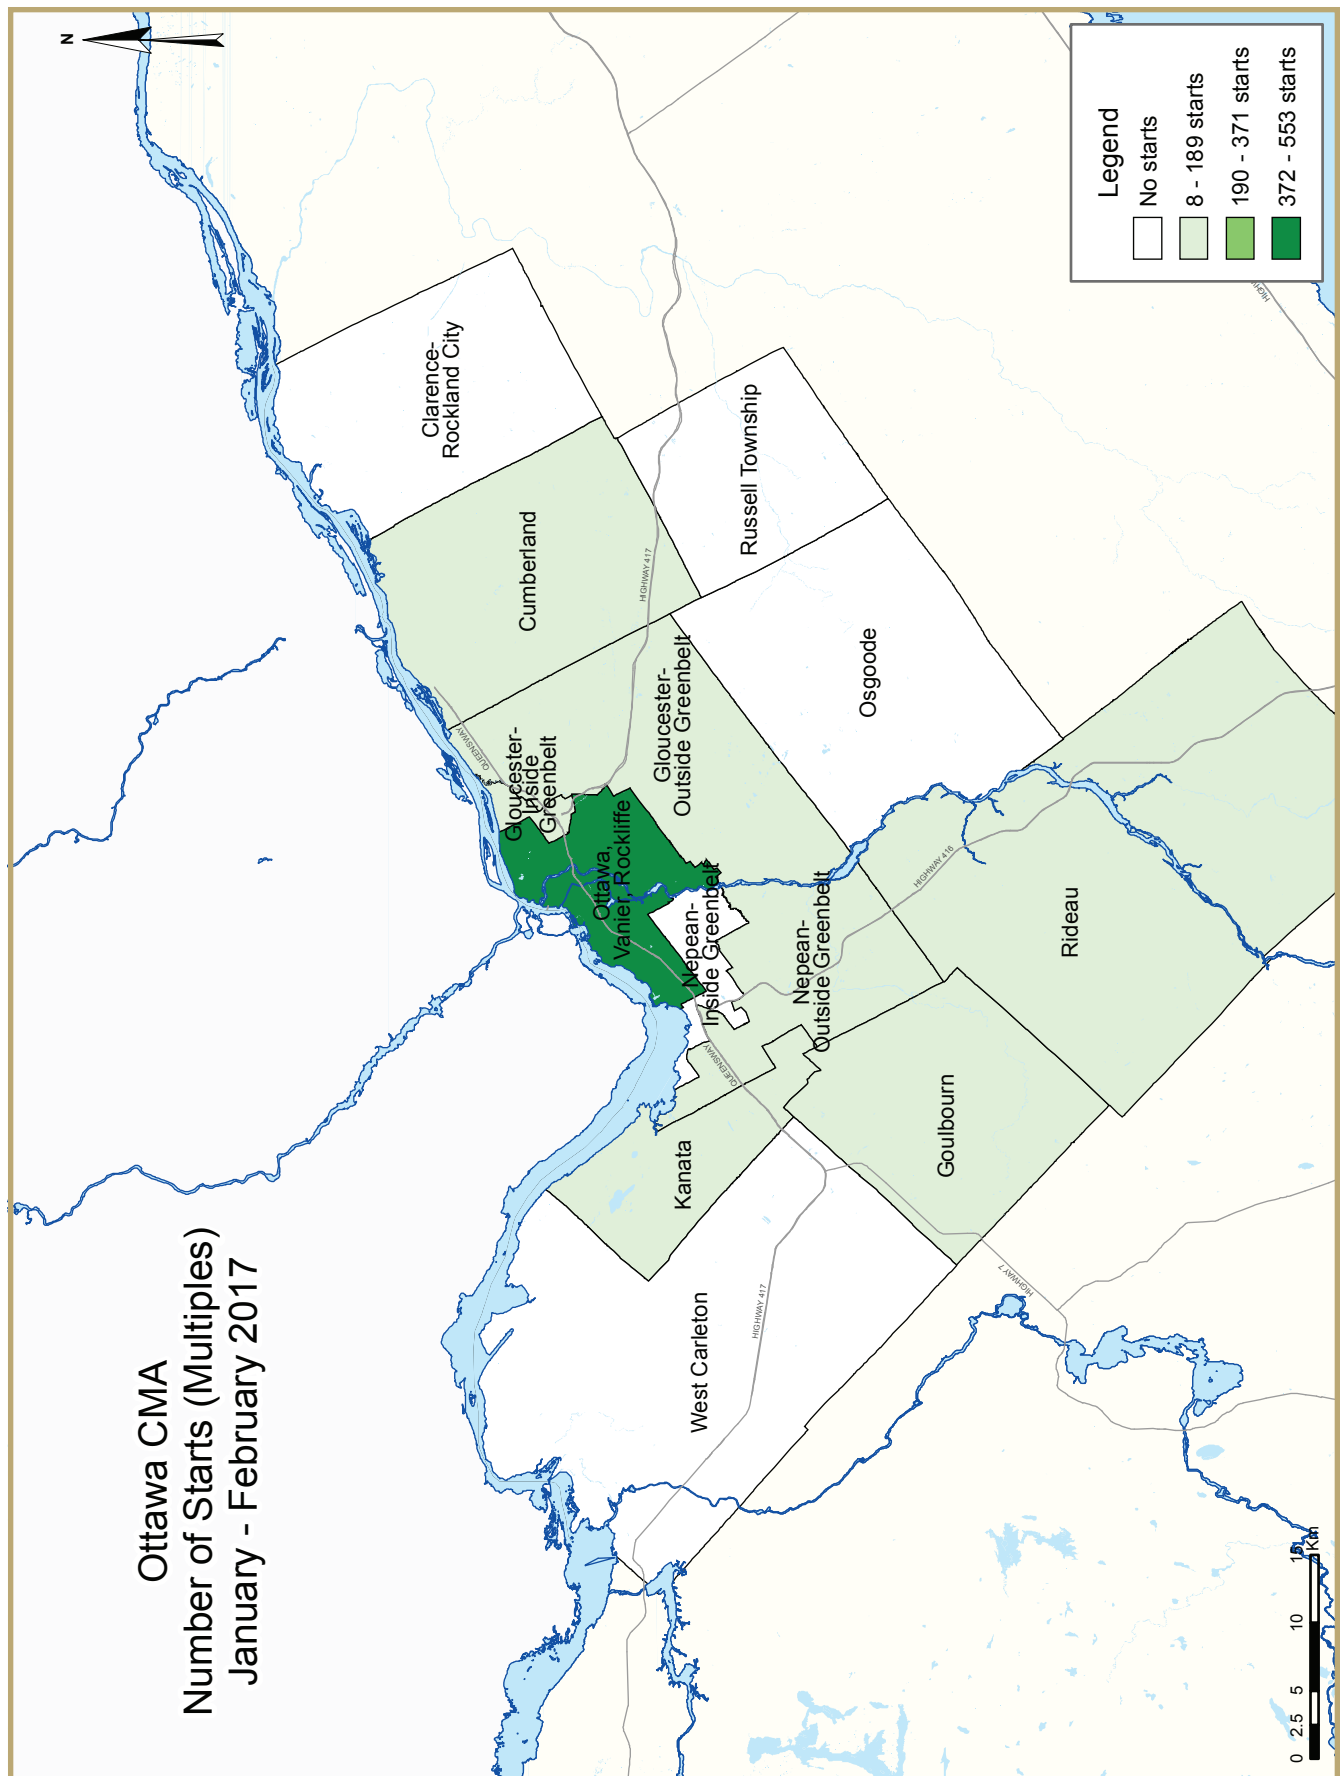 Ottawa CMA
Number of Starts (Multiples)
January - February 2017
N
Legend
No starts
8 - 189 starts
190 - 371 starts
372 - 553 starts
Clarence-
Rockland City
Cumberland
Russell Township
Osgoode
Gloucester-
Inside
Greenbelt
Gloucester-
Outside Greenbelt
Ottawa,
Vanier, Rockliffe
Nepean-
Inside Greenbelt
Nepean-
Outside Greenbelt
Rideau
Goulbourn
Kanata
West Carleton
QUEENSWAY
HIGHWAY 417
HIGHWAY 416
QUEENSWAY
HIGHWAY 417
HIGHWAY 7
0 2.5 5 10 15
Km